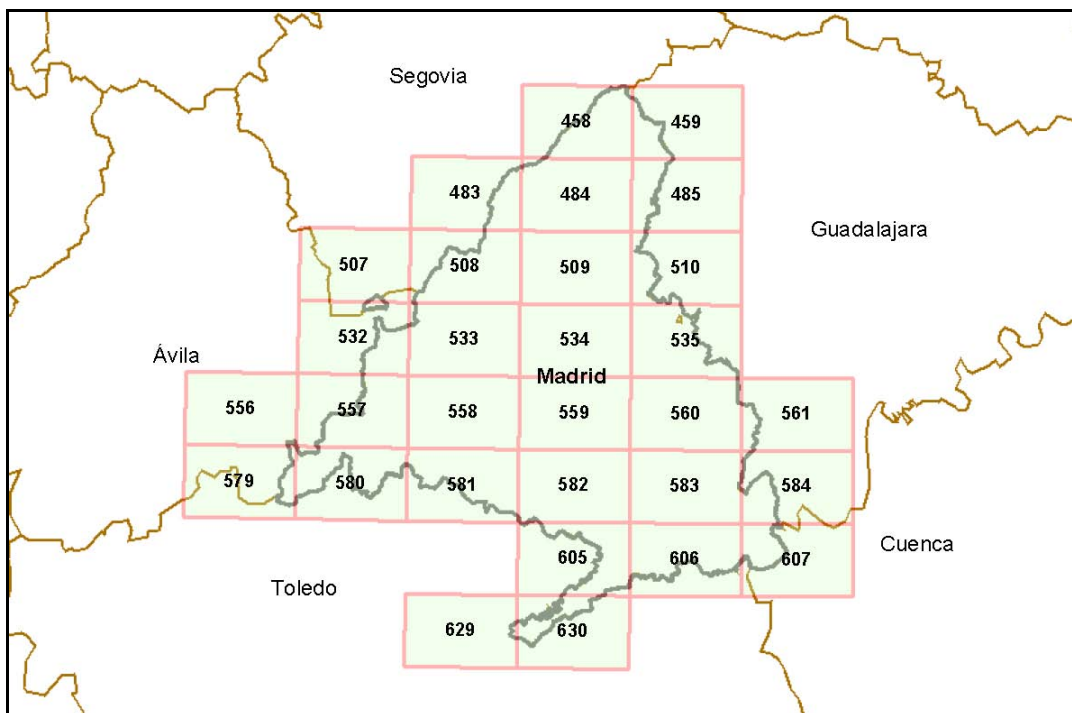 Segovia
458 459
483 484 485
Guadalajara
507 508 509 510
532 533 534 535
Ávila
Madrid
556 557 558 559 560 561
579 580 581 582 583 584
Cuenca
605 606 607
Toledo
629 630